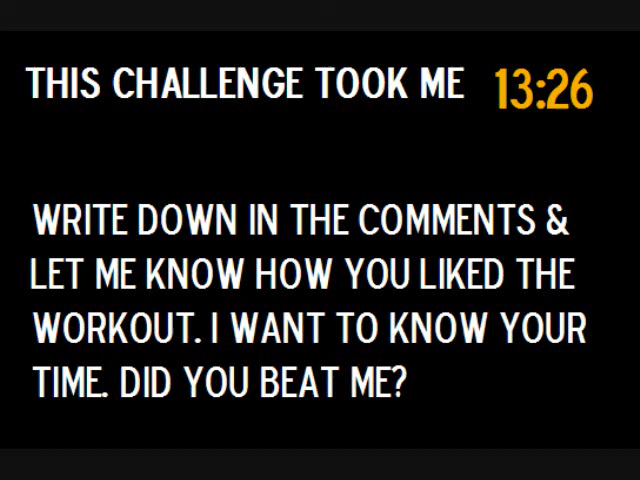 THIS CHALLENGE TOOK ME 13:26
WRITE DOWN IN THE COMMENTS &
LET ME KNOW HOW YOU LIKED THE
WORKOUT. I WANT TO KNOW YOUR
TIME. DID YOU BEAT ME?